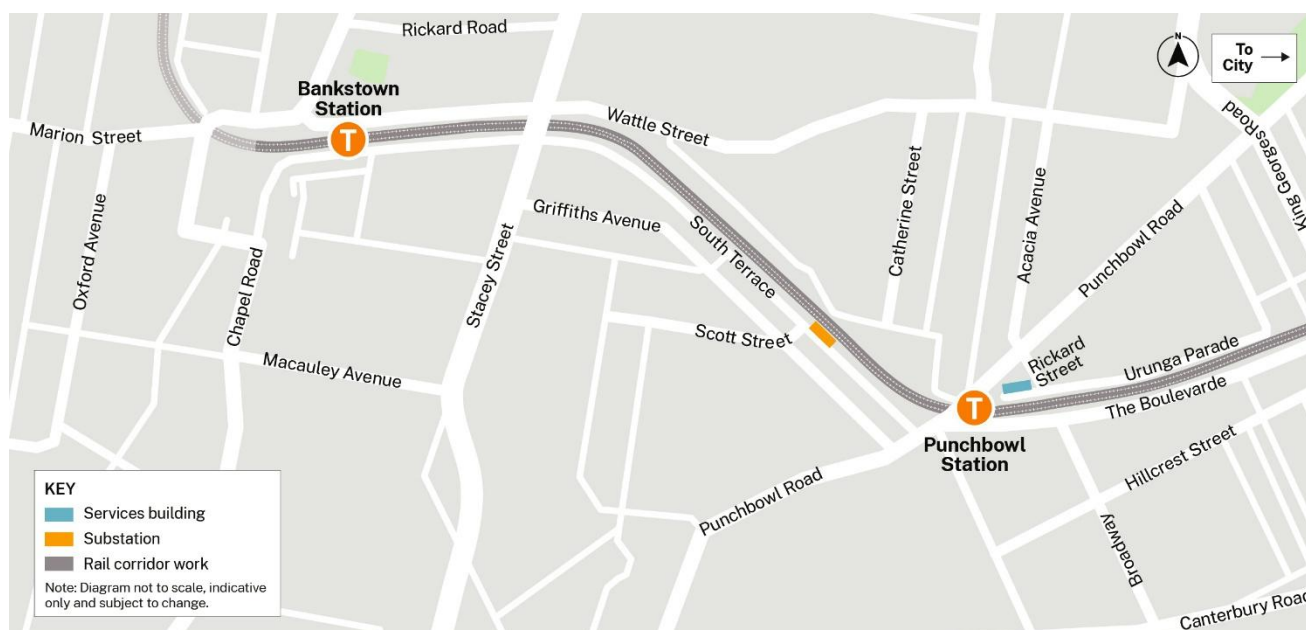 Rickard Road
Bankstown
Station
T
Marion Street
Wattle Street
N
To
City
King Georges Road
Oxford Avenue
Chapel Road
Stacey Street
Griffiths Avenue
South Terrace
Catherine Street
Acacia Avenue
Punchbowl Road
Macauley Avenue
Scott Street
Rickard
Street
Urunga Parade
The Boulevarde
T
Punchbowl
Station
Punchbowl Road
Hillcrest Street
Broadway
Canterbury Road
KEY
Services building
Substation
Rail corridor work
Note: Diagram not to scale, indicative
only and subject to change.